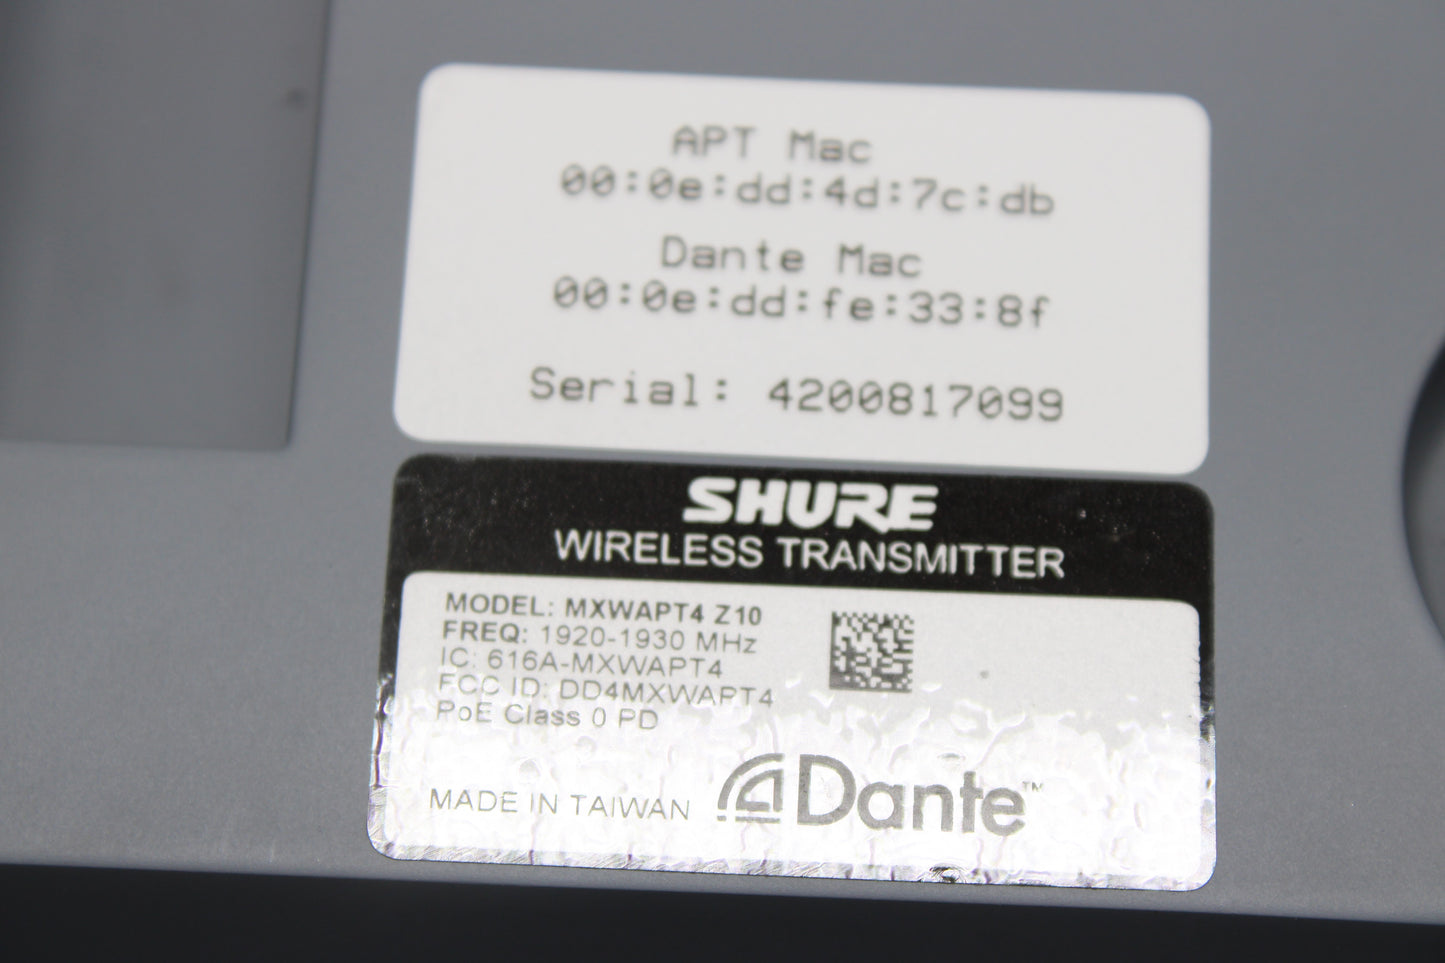 APT Mac
00:0e:dd:4d:7c:db
Dante Mac
00:0e:dd:fe:33:8f
Serial: 4200817099
SHURE
WIRELESS TRANSMITTER
MODEL: MXWAPT4 Z10
FREQ: 1920-1930 MHz
IC: 616A-MXWAPT4
FCC ID: DD4MXWAPT4
PoE Class 0 PD
MADE IN TAIWAN
Dante™